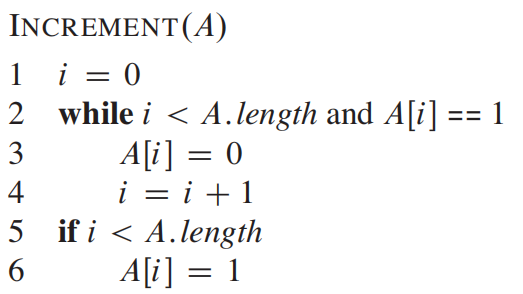 INCREMENT(A)
1 i = 0
2 while i < A.length and A[i] == 1
3 A[i] = 0
4 i = i + 1
5 if i < A.length
6 A[i] = 1